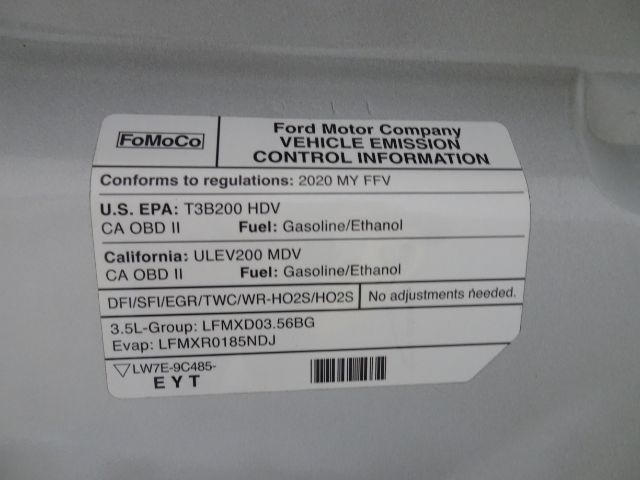 FoMoCo
Ford Motor Company
VEHICLE EMISSION
CONTROL INFORMATION
Conforms to regulations: 2020 MY FFV
U.S. EPA: T3B200 HDV
CA OBD II Fuel: Gasoline/Ethanol
California: ULEV200 MDV
CA OBD II Fuel: Gasoline/Ethanol
DFI/SFI/EGR/TWC/WR-HO2S/HO2S No adjustments needed.
3.5L-Group: LFMXD03.56BG
Evap: LFMXR0185NDJ
LW7E-9C485-
EYT